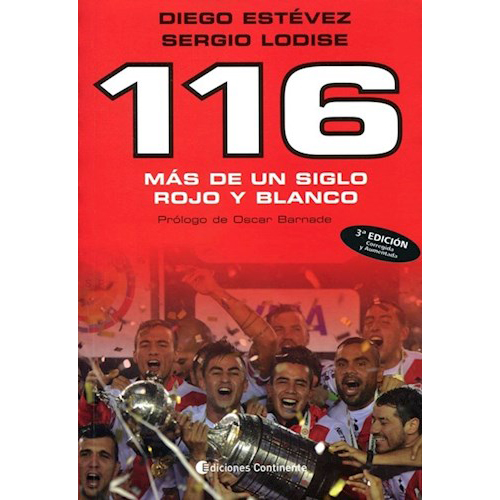 DIEGO ESTÉVEZ
SERGIO LODISE
116
MÁS DE UN SIGLO
ROJO Y BLANCO
Prólogo de Oscar Barnade
3ª EDICIÓN
Corregida
y Aumentada
Ediciones Continente